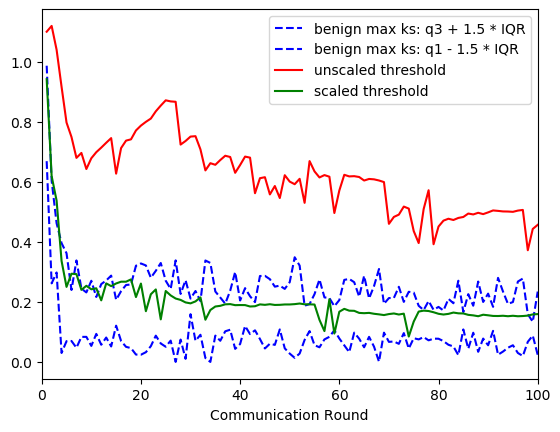 benign max ks: q3 + 1.5 * IQR
benign max ks: q1 - 1.5 * IQR
unscaled threshold
scaled threshold
1.0
0.8
0.6
0.4
0.2
0.0
0 20 40 60 80 100
Communication Round